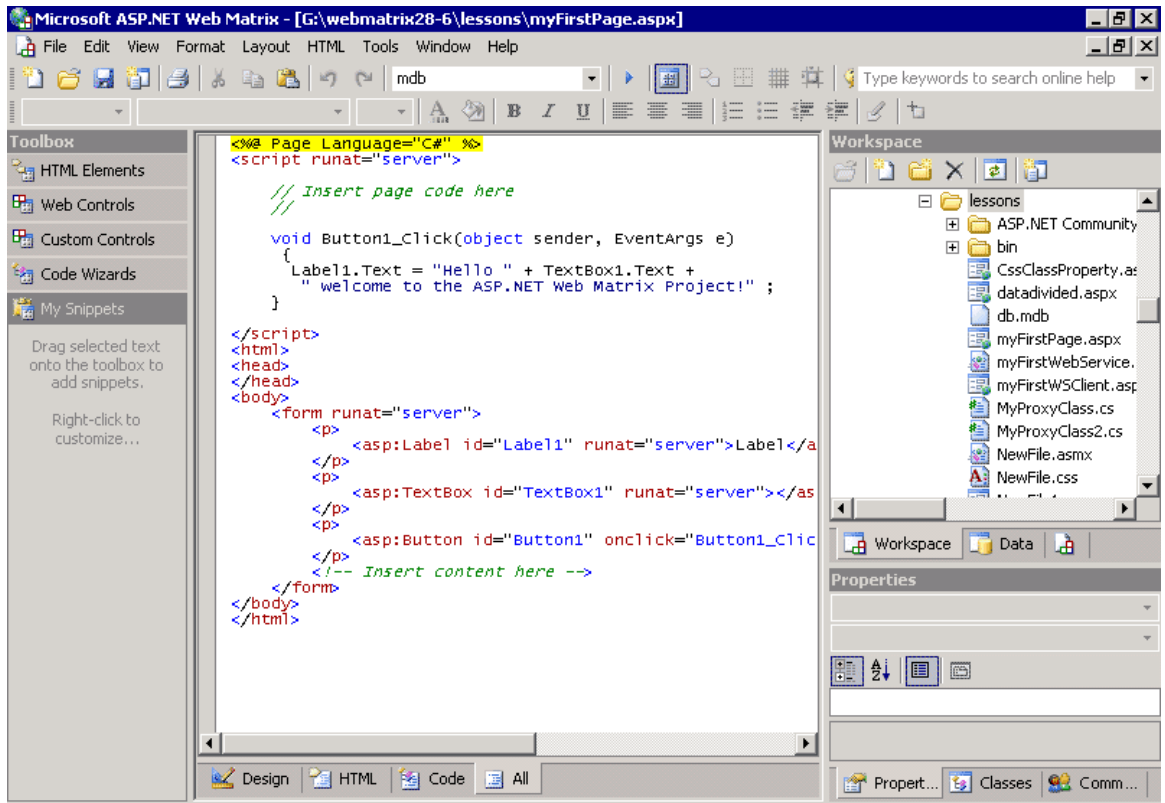 Microsoft ASP.NET Web Matrix - [G:\webmatrix28-6\lessons\myFirstPage.aspx]
File Edit View Format Layout HTML Tools Window Help
mdb
Type keywords to search online help
B I U
Toolbox
HTML Elements
Web Controls
Custom Controls
Code Wizards
My Snippets
Drag selected text
onto the toolbox to
add snippets.
Right-click to
customize...
<%@ Page Language="C#" %>
<script runat="server">
// Insert page code here
//
void Button1_Click(object sender, EventArgs e)
{
Label1.Text = "Hello " + TextBox1.Text +
" welcome to the ASP.NET Web Matrix Project!" ;
}
</script>
<html>
<head>
</head>
<body>
<form runat="server">
<p>
<asp:Label id="Label1" runat="server">Label</a
</p>
<p>
<asp:TextBox id="TextBox1" runat="server"></as
</p>
<p>
<asp:Button id="Button1" onclick="Button1_Clic
</p>
<!-- Insert content here -->
</form>
</body>
</html>
Design HTML Code All
Workspace
lessons
ASP.NET Community
bin
CssClassProperty.as
datadivided.aspx
db.mdb
myFirstPage.aspx
myFirstWebService.
myFirstWSClient.asp
MyProxyClass.cs
MyProxyClass2.cs
NewFile.asmx
NewFile.css
Workspace Data
Properties
Propert... Classes Comm...